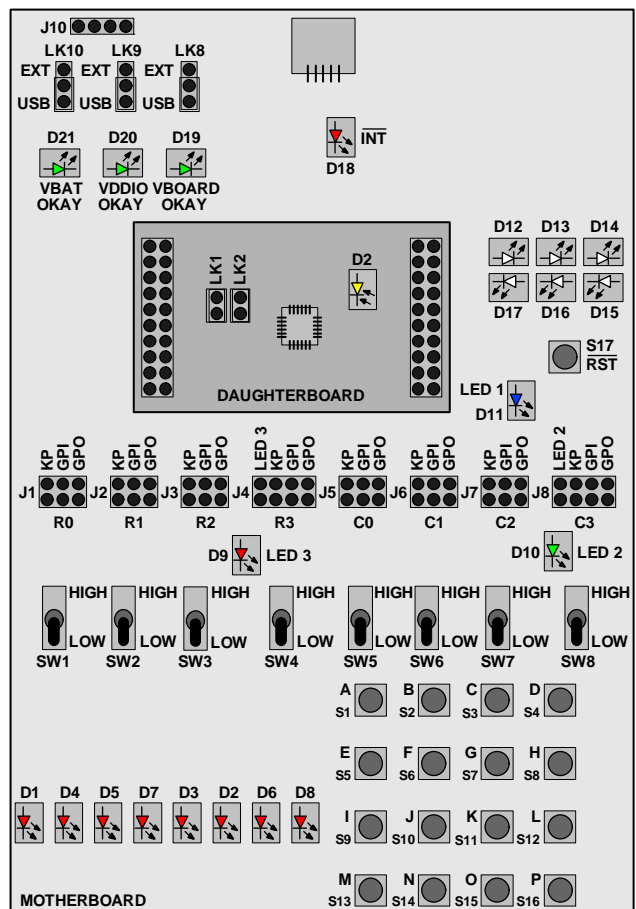 J10
LK10 LK9 LK8
EXT EXT EXT
USB USB USB
INT
D18
D21 D20 D19
VBAT OKAY
VDDIO OKAY
VBOARD OKAY
D12 D13 D14
D17 D16 D15
LK1
LK2
D2
S17
RST
DAUGHTERBOARD
LED 1
D11
J1 KP GPI GPO R0
J2 KP GPI GPO R1
J3 KP GPI GPO R2
J4 LED 3 KP GPI GPO R3
J5 KP GPI GPO C0
J6 KP GPI GPO C1
J7 KP GPI GPO C2
J8 LED 2 KP GPI GPO C3
D9 LED 3
D10 LED 2
HIGH HIGH HIGH HIGH HIGH HIGH HIGH HIGH
LOW LOW LOW LOW LOW LOW LOW LOW
SW1 SW2 SW3 SW4 SW5 SW6 SW7 SW8
A B C D
S1 S2 S3 S4
E F G H
S5 S6 S7 S8
D1 D4 D5 D7 D3 D2 D6 D8
I J K L
S9 S10 S11 S12
M N O P
S13 S14 S15 S16
MOTHERBOARD